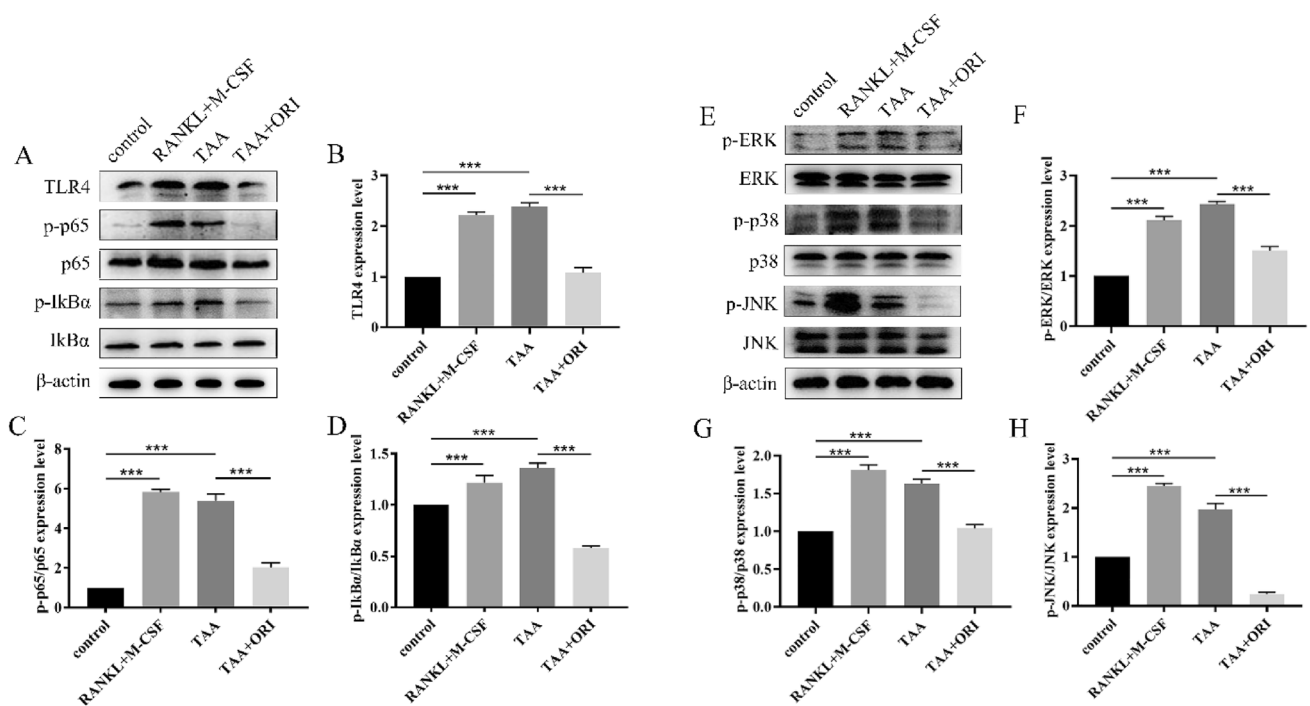 A
control
RANKL+M-CSF
TAA
TAA+ORI
TLR4
p-p65
p65
p-IkBα
IkBα
β-actin
B
TLR4 expression level
3
2
1
0
***
***
***
control
RANKL+M-CSF
TAA
TAA+ORI
C
p-p65/p65 expression level
8
6
4
2
0
***
***
***
control
RANKL+M-CSF
TAA
TAA+ORI
D
p-IkBα/IkBα expression level
1.5
1.0
0.5
0.0
***
***
***
control
RANKL+M-CSF
TAA
TAA+ORI
E
control
RANKL+M-CSF
TAA
TAA+ORI
p-ERK
ERK
p-p38
p38
p-JNK
JNK
β-actin
F
p-ERK/ERK expression level
3
2
1
0
***
***
***
control
RANKL+M-CSF
TAA
TAA+ORI
G
p-p38/p38 expression level
2.0
1.5
1.0
0.5
0.0
***
***
***
control
RANKL+M-CSF
TAA
TAA+ORI
H
p-JNK/JNK expression level
3
2
1
0
***
***
***
control
RANKL+M-CSF
TAA
TAA+ORI